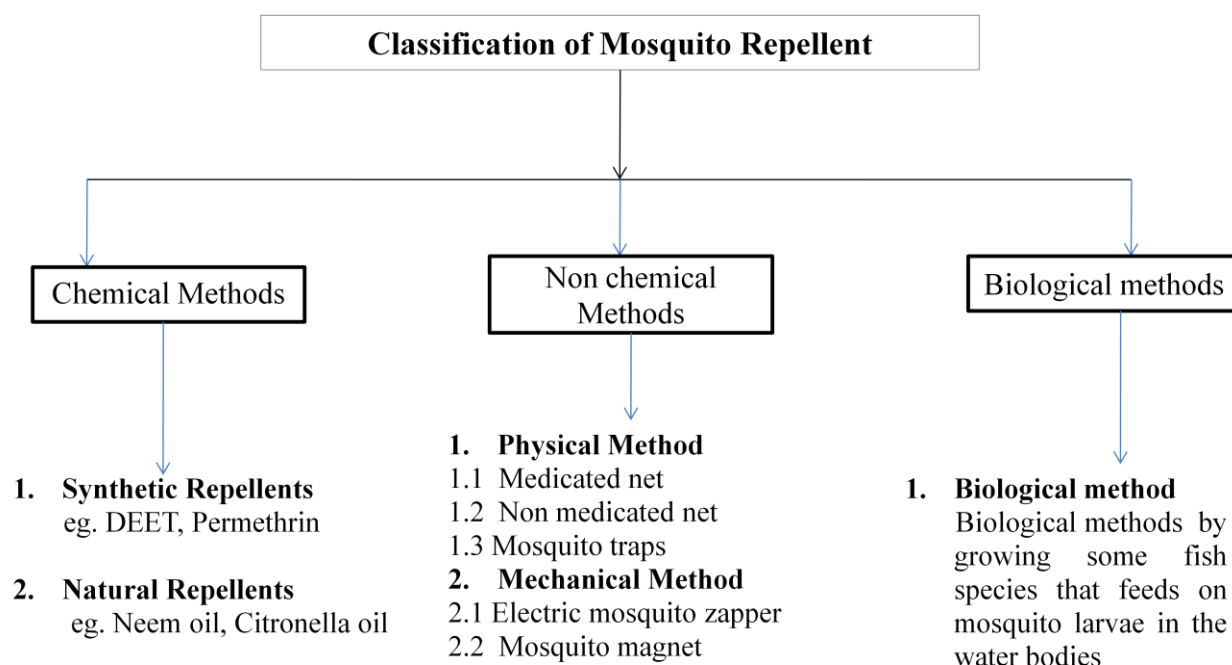 Classification of Mosquito Repellent
Chemical Methods
Non chemical
Methods
Biological methods
1. Synthetic Repellents
eg. DEET, Permethrin
2. Natural Repellents
eg. Neem oil, Citronella oil
1. Physical Method
1.1 Medicated net
1.2 Non medicated net
1.3 Mosquito traps
2. Mechanical Method
2.1 Electric mosquito zapper
2.2 Mosquito magnet
1. Biological method
Biological methods by
growing some fish
species that feeds on
mosquito larvae in the
water bodies